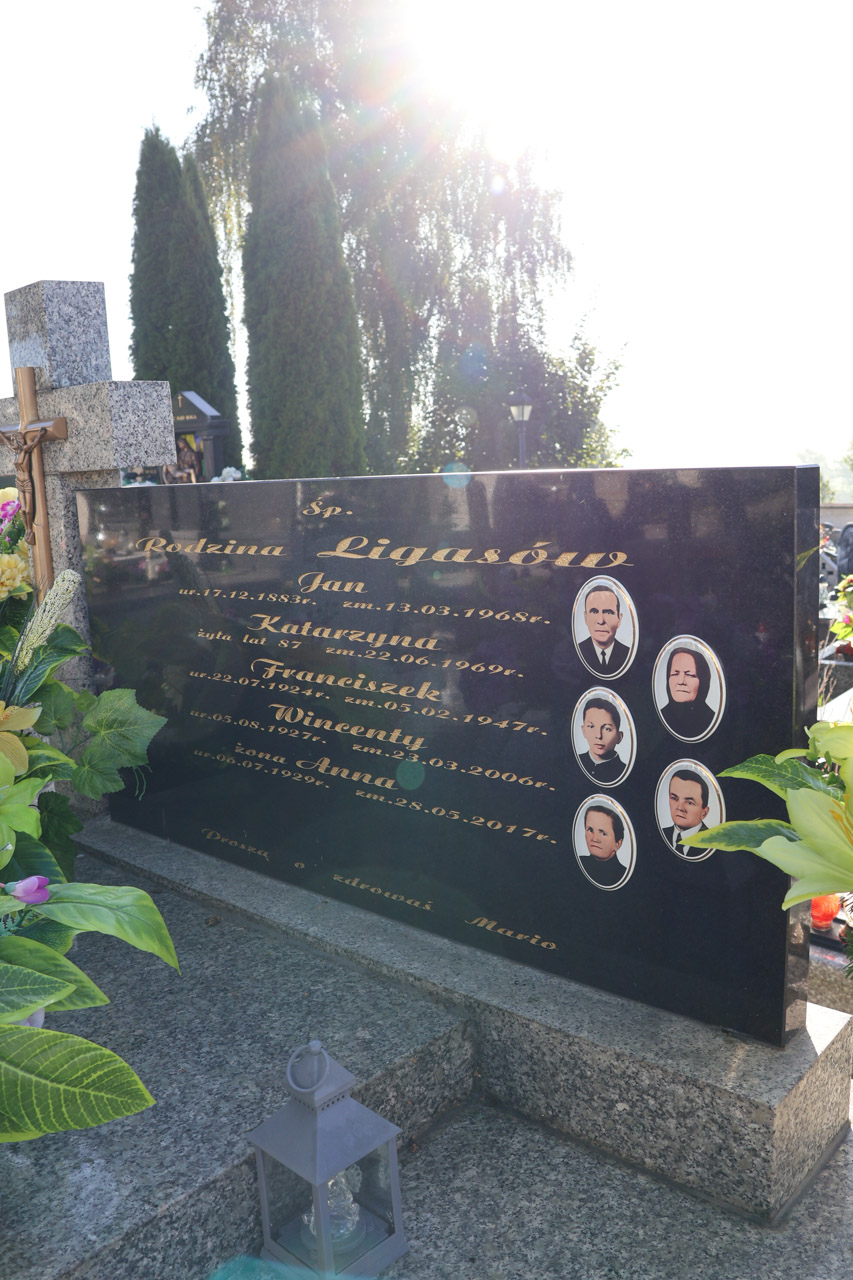 Śp.
Rodzina Ligasów
Jan
ur.17.12.1883r. zm.13.03.1968r.
Katarzyna
żyła lat 87 zm.22.06.1969r.
Franciszek
ur.22.07.1924r. zm.05.02.1947r.
Wincenty
ur.05.08.1927r. zm.23.03.2006r.
żona Anna
ur.06.07.1929r. zm.28.05.2017r.
Proszą o zdrowaś Mario